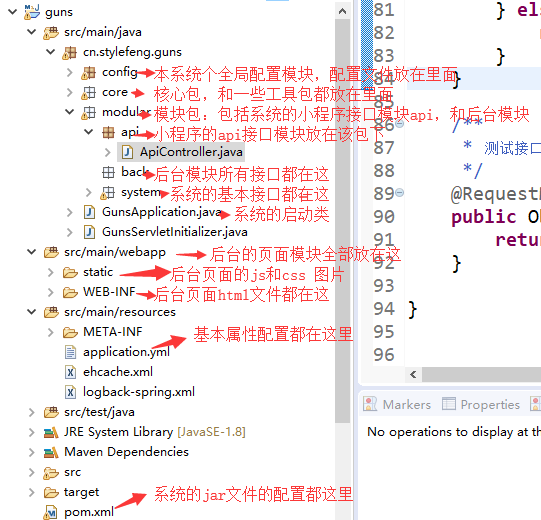 guns
src/main/java
cn.stylefeng.guns
config 本系统个全局配置模块，配置文件放在里面
core 核心包，和一些工具包都放在里面
modular 模块包：包括系统的小程序接口模块api，和后台模块
api 小程序的api接口模块放在该包下
ApiController.java
back 后台模块所有接口都在这
system 系统的基本接口都在这
GunsApplication.java 系统的启动类
GunsServletInitializer.java
src/main/webapp 后台的页面模块全部放在这
static 后台页面的js和css 图片
WEB-INF 后台页面html文件都在这
src/main/resources
META-INF
application.yml 基本属性配置都在这里
ehcache.xml
logback-spring.xml
src/test/java
JRE System Library [JavaSE-1.8]
Maven Dependencies
src
target
pom.xml 系统的jar文件的配置都这里
81 } el
82
83 }
84 }
85
86 /**
87 * 测试接口
88 */
89 @Request
90 public O
91 return
92 }
93
94 }
95
96
Markers Properties
No operations to display at th